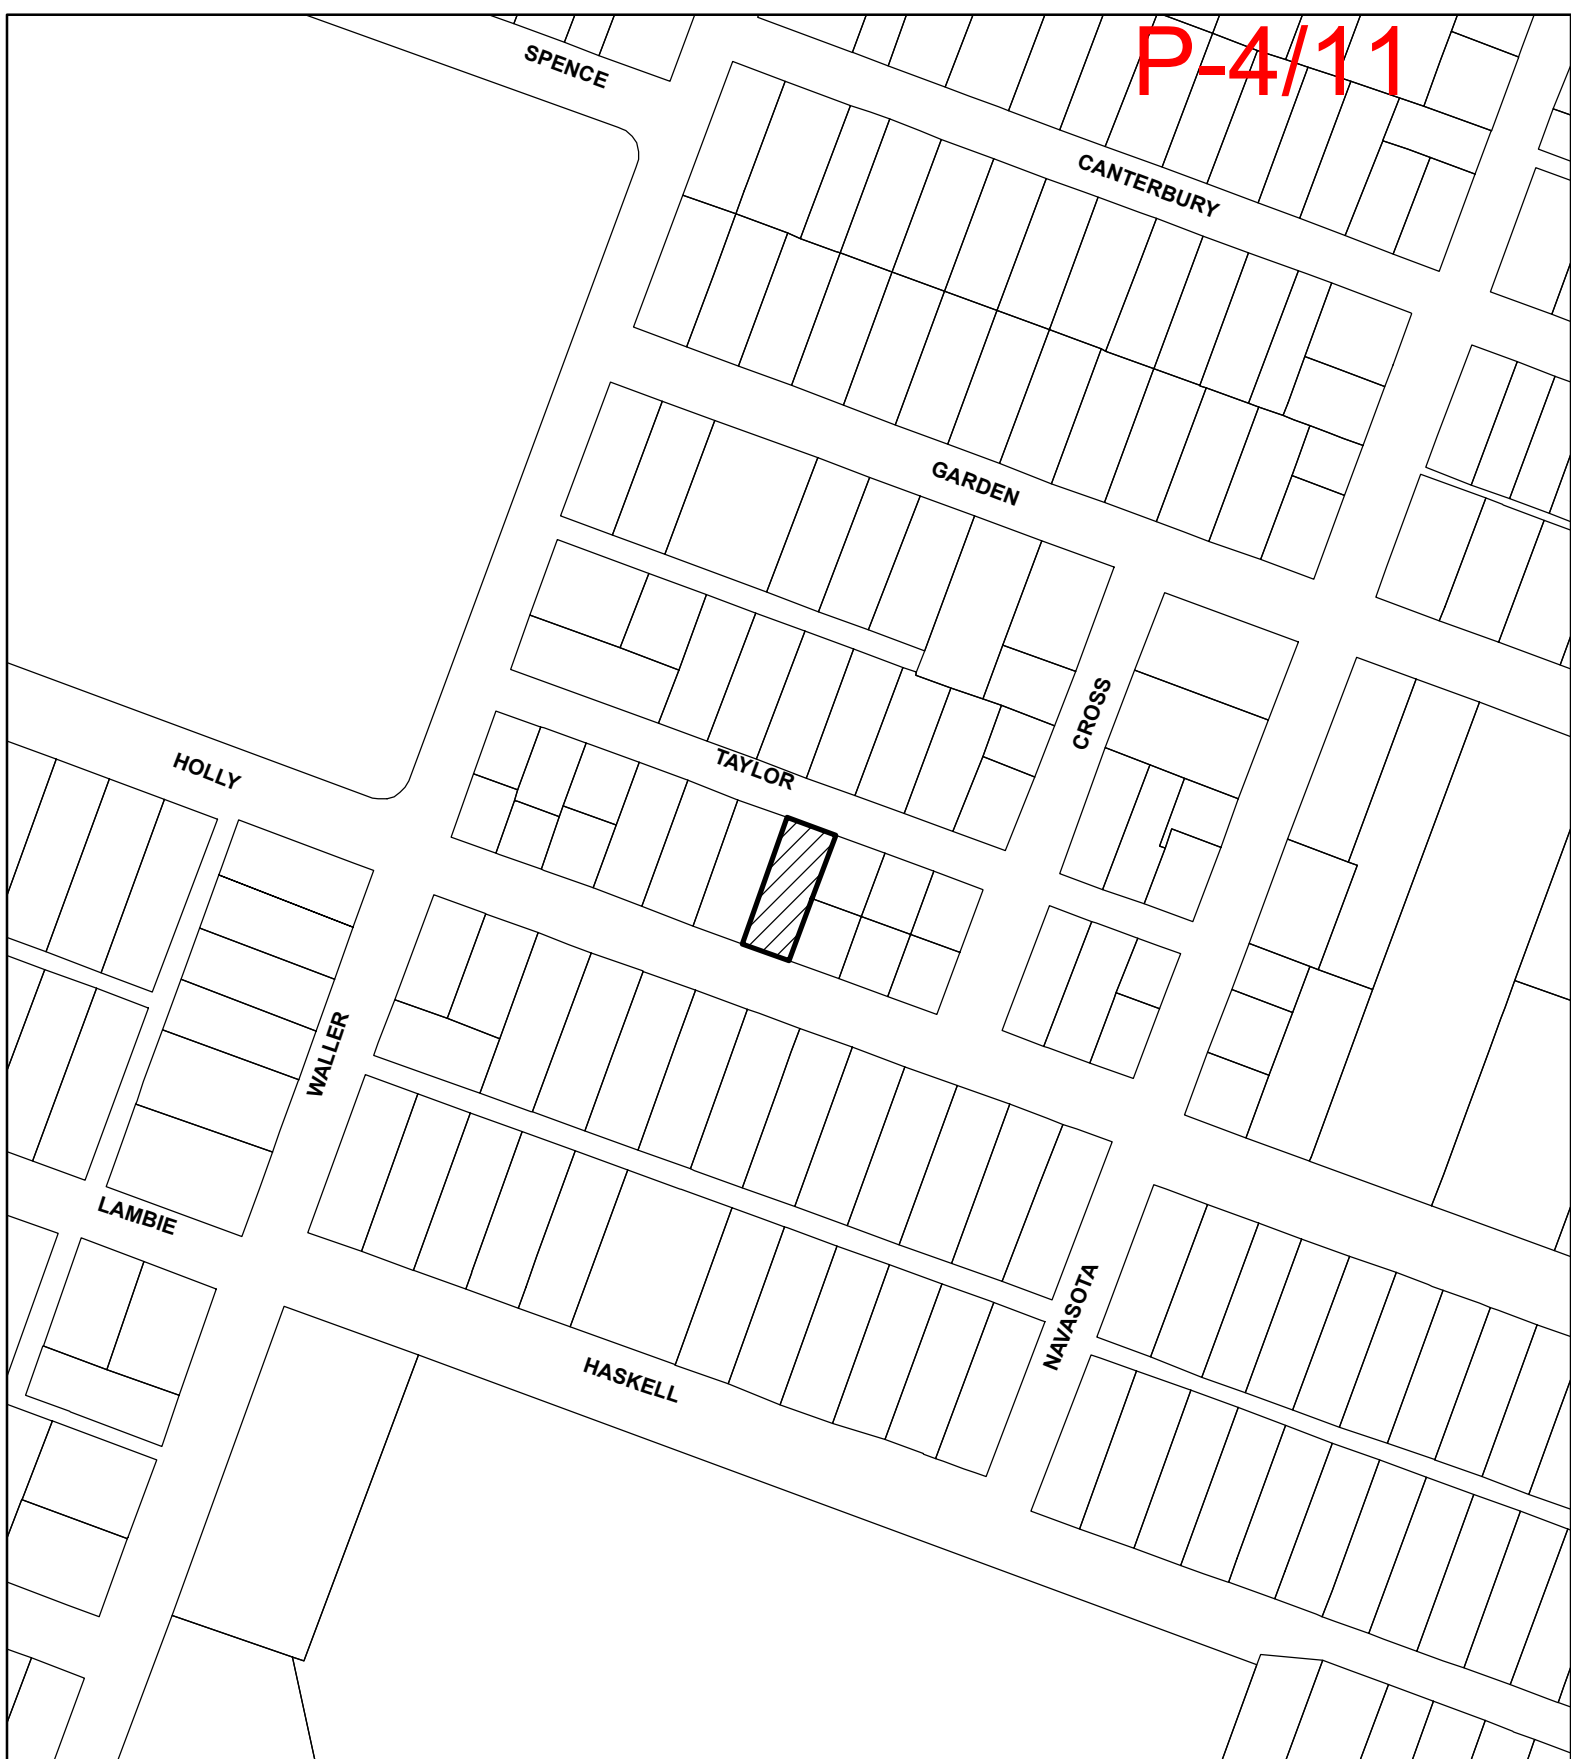 SPENCE
P-4/11
CANTERBURY
GARDEN
CROSS
TAYLOR
HOLLY
WALLER
LAMBIE
NAVASOTA
HASKELL